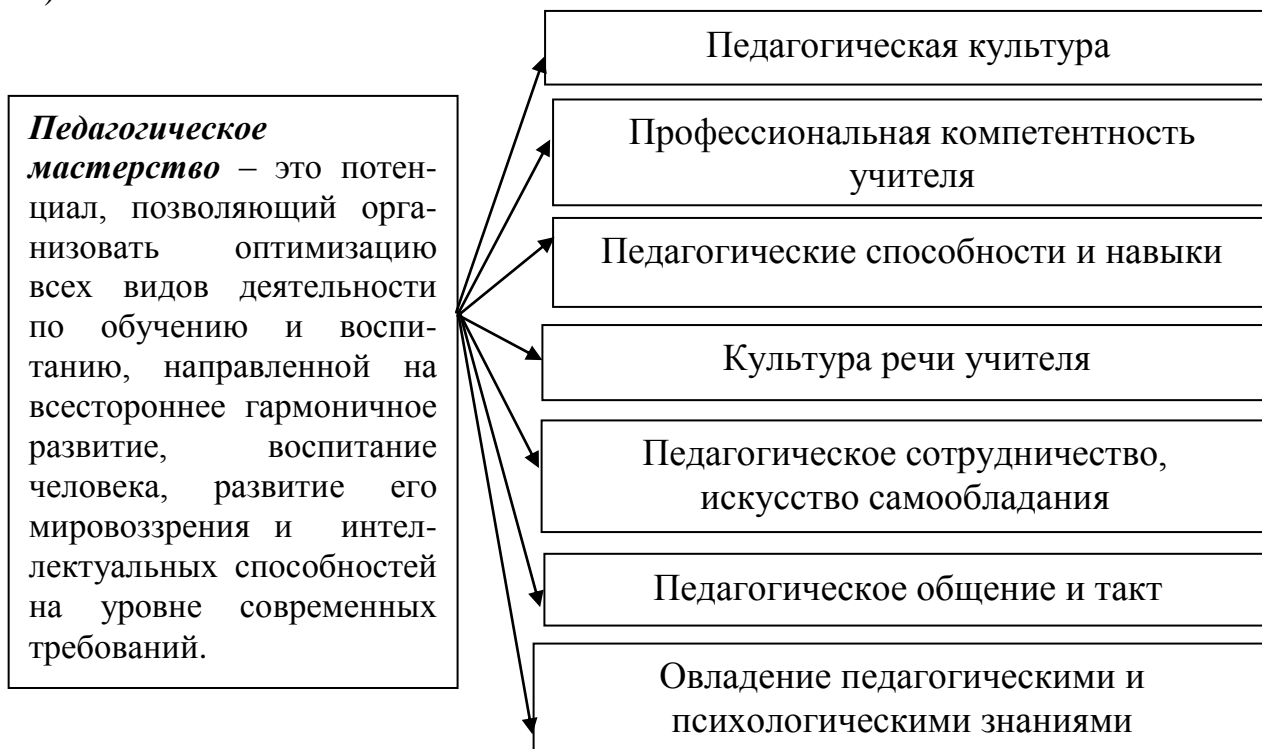 Педагогическое
мастерство – это потен-
циал, позволяющий орга-
низовать оптимизацию
всех видов деятельности
по обучению и воспи-
танию, направленной на
всестороннее гармоничное
развитие, воспитание
человека, развитие его
мировоззрения и интел-
лектуальных способностей
на уровне современных
требований.
Педагогическая культура
Профессиональная компетентность
учителя
Педагогические способности и навыки
Культура речи учителя
Педагогическое сотрудничество,
искусство самообладания
Педагогическое общение и такт
Овладение педагогическими и
психологическими знаниями